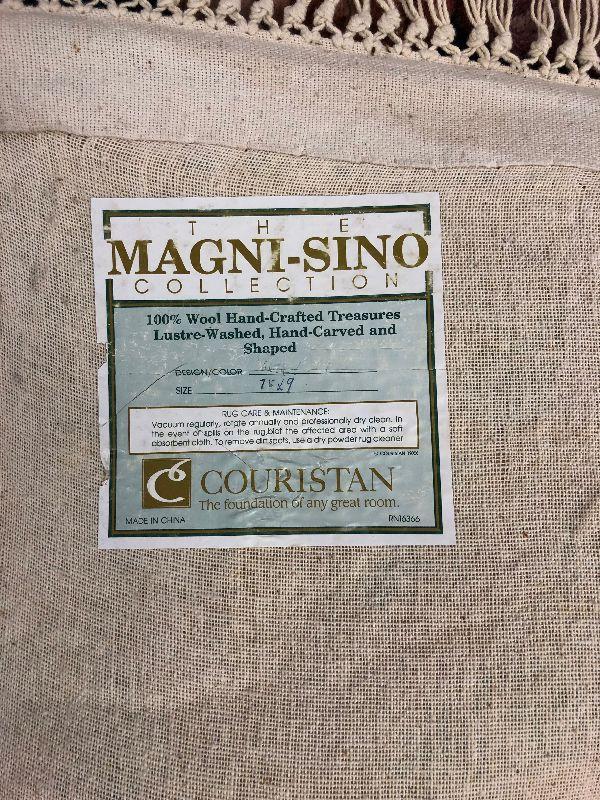 THE
MAGNI-SINO
COLLECTION
100% Wool Hand-Crafted Treasures
Lustre-Washed, Hand-Carved and
Shaped
DESIGN/COLOR
SIZE
RUG CARE & MAINTENANCE:
Vacuum regularly, rotate annually and professionally dry clean. In
the event of spills on the rug, blot the affected area with a soft
absorbent cloth. To remove dirt spots, use a dry powder rug cleaner
COURISTAN
The foundation of any great room.
MADE IN CHINA
RN16366